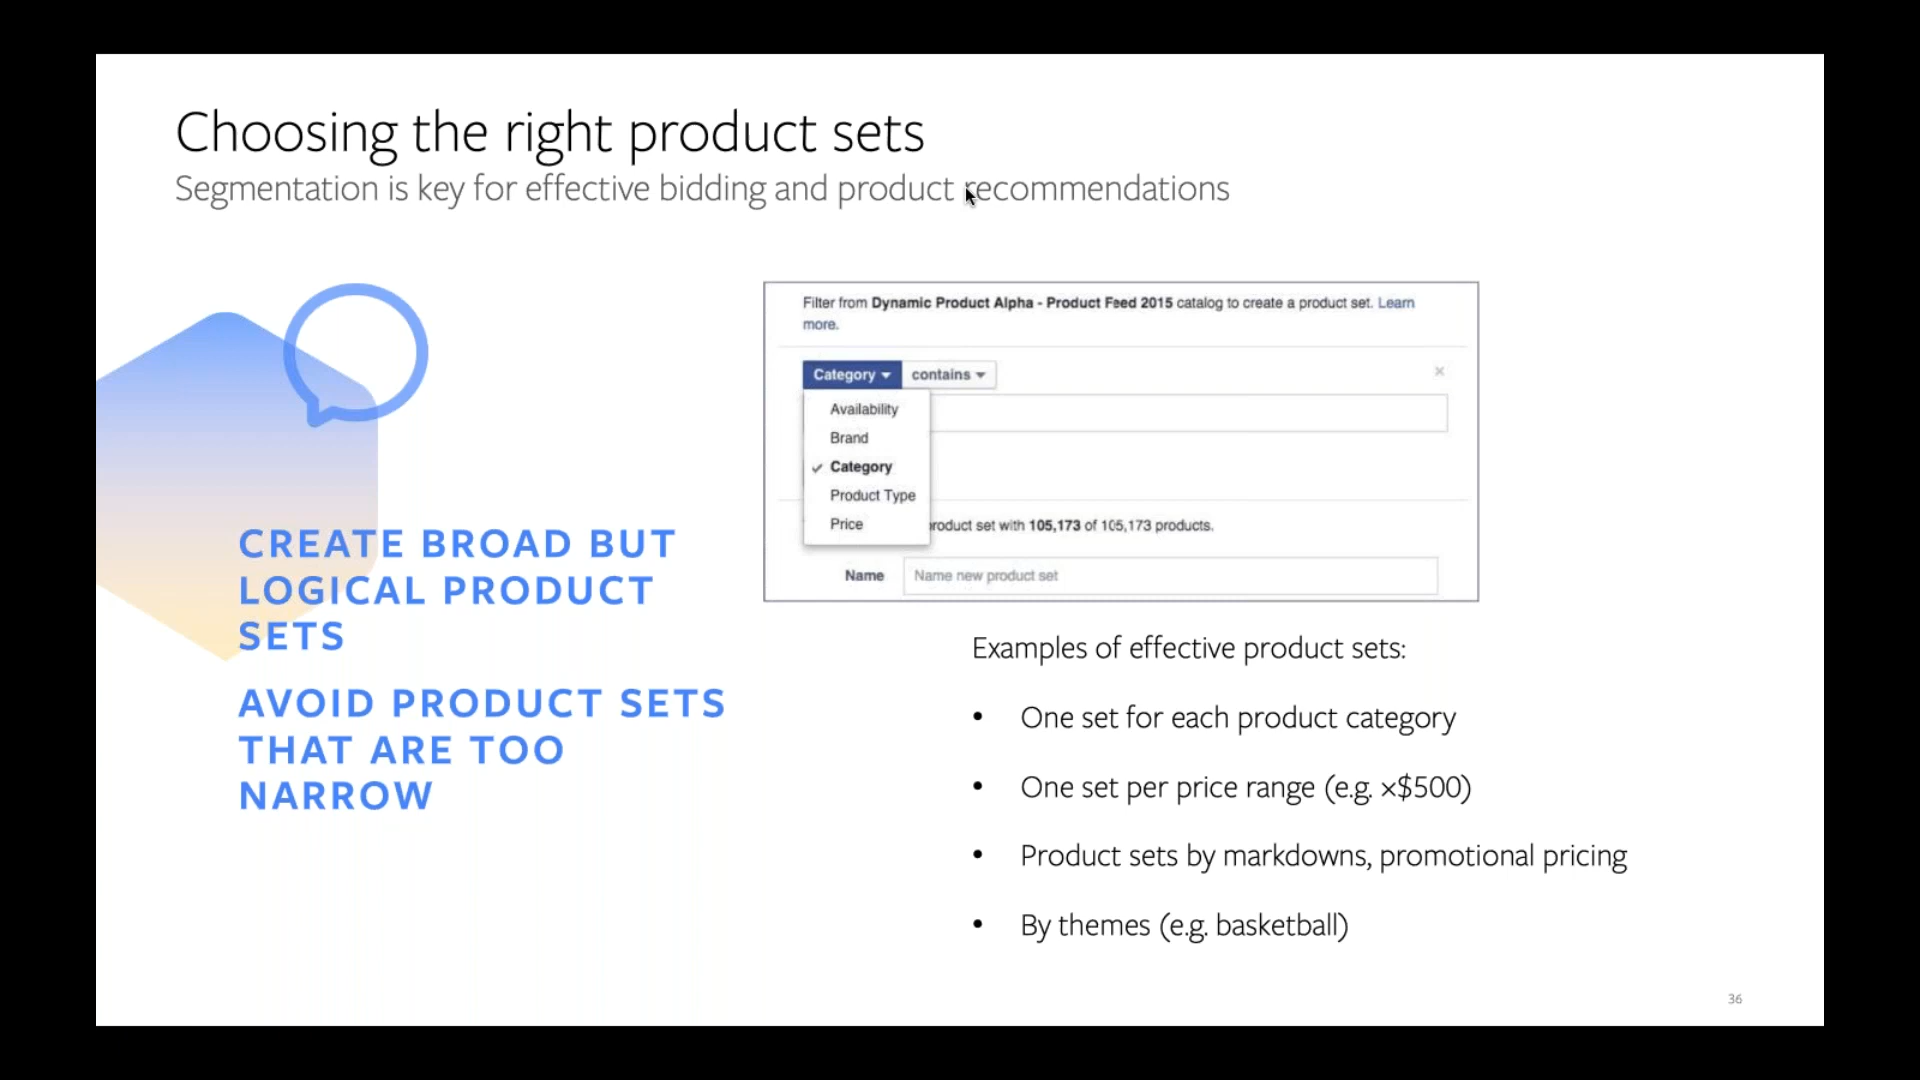 Choosing the right product sets
Segmentation is key for effective bidding and product recommendations
CREATE BROAD BUT
LOGICAL PRODUCT
SETS
AVOID PRODUCT SETS
THAT ARE TOO
NARROW
Filter from Dynamic Product Alpha - Product Feed 2015 catalog to create a product set. Learn
more.
Category contains
Availability
Brand
Category
Product Type
Price
product set with 105,173 of 105,173 products.
Name Name new product set
Examples of effective product sets:
• One set for each product category
• One set per price range (e.g. ×$500)
• Product sets by markdowns, promotional pricing
• By themes (e.g. basketball)
36